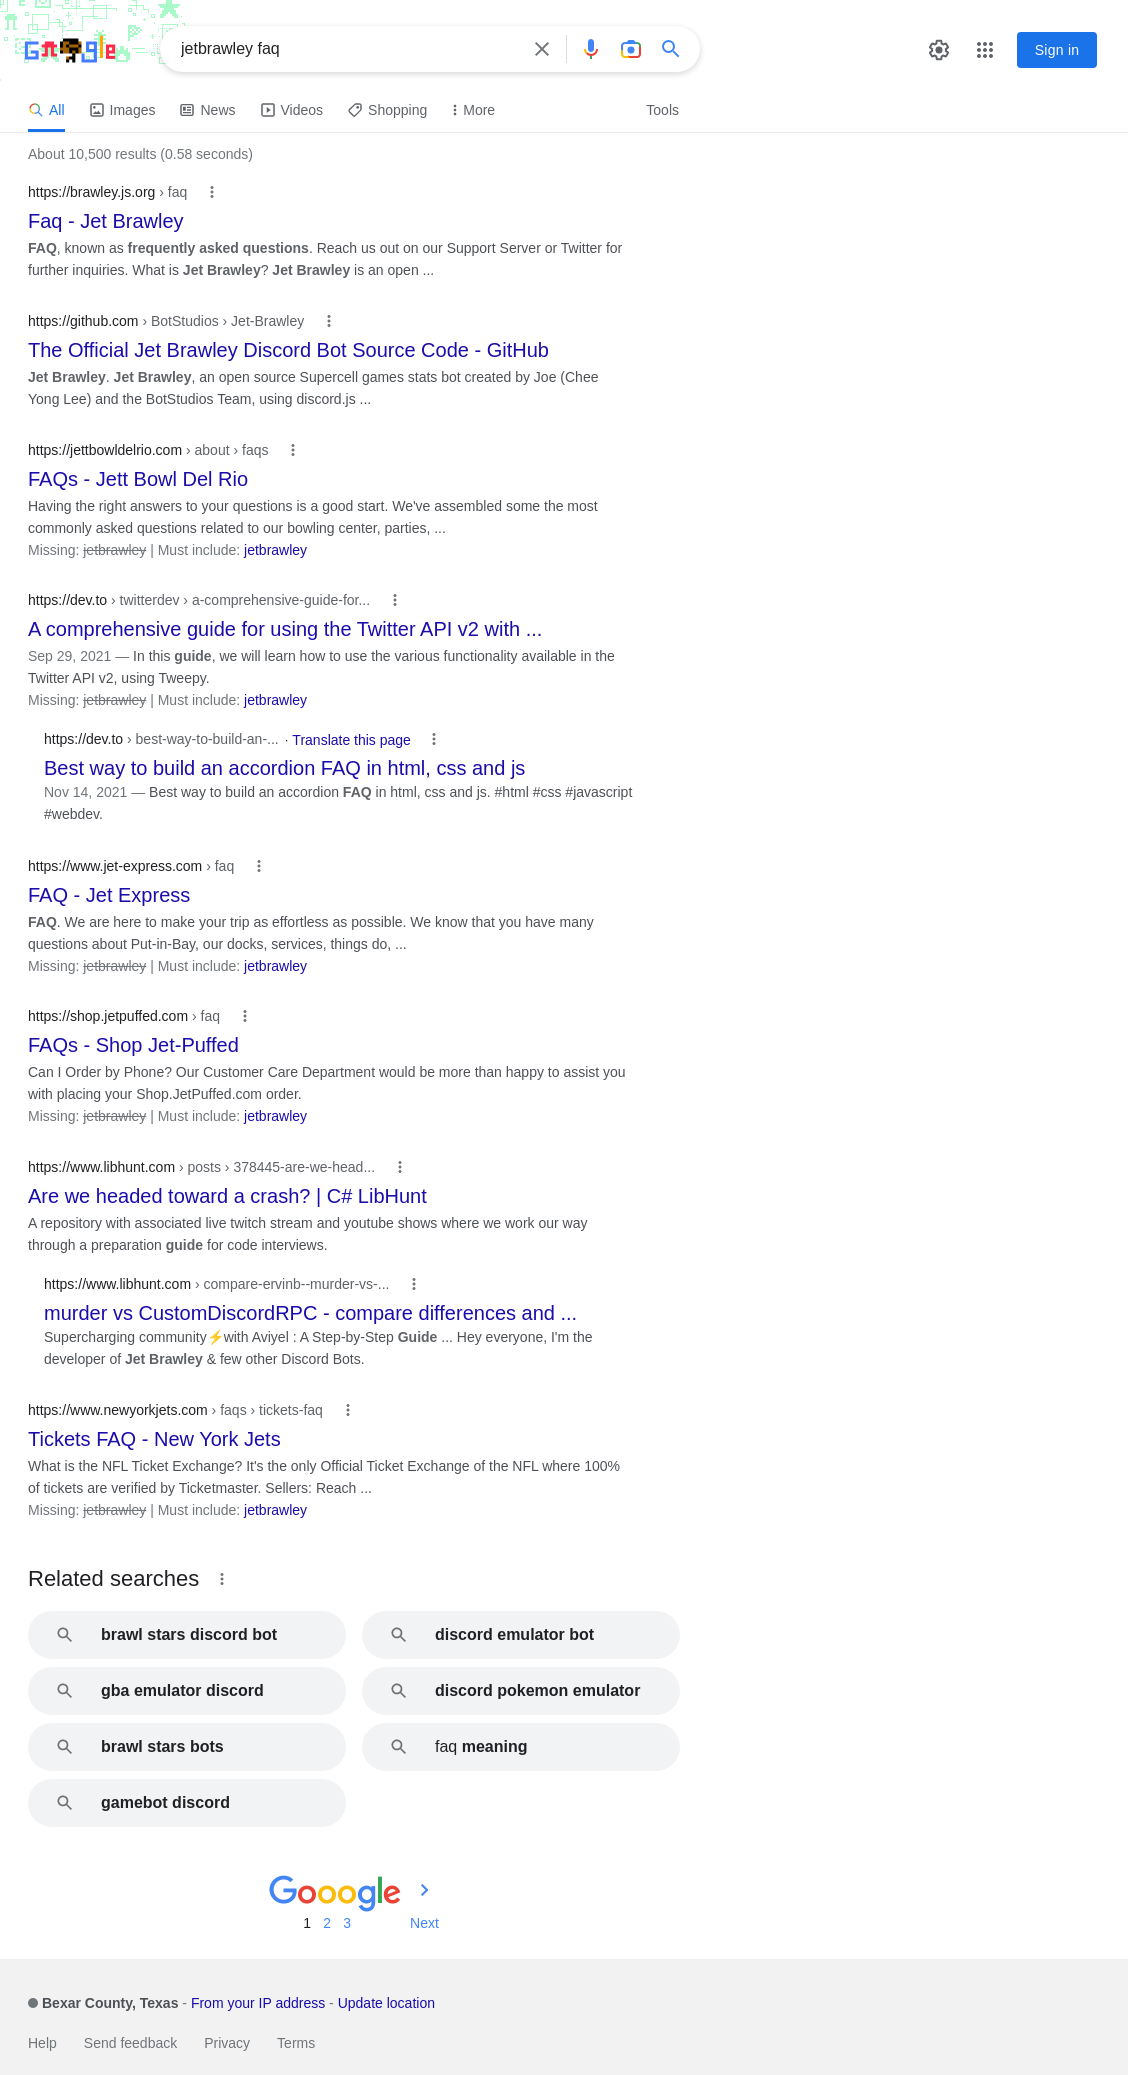 Google
jetbrawley faq
Sign in
All
Images
News
Videos
Shopping
More
Tools
About 10,500 results (0.58 seconds)
https://brawley.js.org › faq
Faq - Jet Brawley
FAQ, known as frequently asked questions. Reach us out on our Support Server or Twitter for
further inquiries. What is Jet Brawley? Jet Brawley is an open ...
https://github.com › BotStudios › Jet-Brawley
The Official Jet Brawley Discord Bot Source Code - GitHub
Jet Brawley. Jet Brawley, an open source Supercell games stats bot created by Joe (Chee
Yong Lee) and the BotStudios Team, using discord.js ...
https://jettbowldelrio.com › about › faqs
FAQs - Jett Bowl Del Rio
Having the right answers to your questions is a good start. We've assembled some the most
commonly asked questions related to our bowling center, parties, ...
Missing: jetbrawley | Must include: jetbrawley
https://dev.to › twitterdev › a-comprehensive-guide-for...
A comprehensive guide for using the Twitter API v2 with ...
Sep 29, 2021 — In this guide, we will learn how to use the various functionality available in the
Twitter API v2, using Tweepy.
Missing: jetbrawley | Must include: jetbrawley
https://dev.to › best-way-to-build-an-... · Translate this page
Best way to build an accordion FAQ in html, css and js
Nov 14, 2021 — Best way to build an accordion FAQ in html, css and js. #html #css #javascript
#webdev.
https://www.jet-express.com › faq
FAQ - Jet Express
FAQ. We are here to make your trip as effortless as possible. We know that you have many
questions about Put-in-Bay, our docks, services, things do, ...
Missing: jetbrawley | Must include: jetbrawley
https://shop.jetpuffed.com › faq
FAQs - Shop Jet-Puffed
Can I Order by Phone? Our Customer Care Department would be more than happy to assist you
with placing your Shop.JetPuffed.com order.
Missing: jetbrawley | Must include: jetbrawley
https://www.libhunt.com › posts › 378445-are-we-head...
Are we headed toward a crash? | C# LibHunt
A repository with associated live twitch stream and youtube shows where we work our way
through a preparation guide for code interviews.
https://www.libhunt.com › compare-ervinb--murder-vs-...
murder vs CustomDiscordRPC - compare differences and ...
Supercharging community⚡with Aviyel : A Step-by-Step Guide ... Hey everyone, I'm the
developer of Jet Brawley & few other Discord Bots.
https://www.newyorkjets.com › faqs › tickets-faq
Tickets FAQ - New York Jets
What is the NFL Ticket Exchange? It's the only Official Ticket Exchange of the NFL where 100%
of tickets are verified by Ticketmaster. Sellers: Reach ...
Missing: jetbrawley | Must include: jetbrawley
Related searches
brawl stars discord bot
discord emulator bot
gba emulator discord
discord pokemon emulator
brawl stars bots
faq meaning
gamebot discord
Gooogle
1 2 3 Next
Bexar County, Texas - From your IP address - Update location
Help Send feedback Privacy Terms